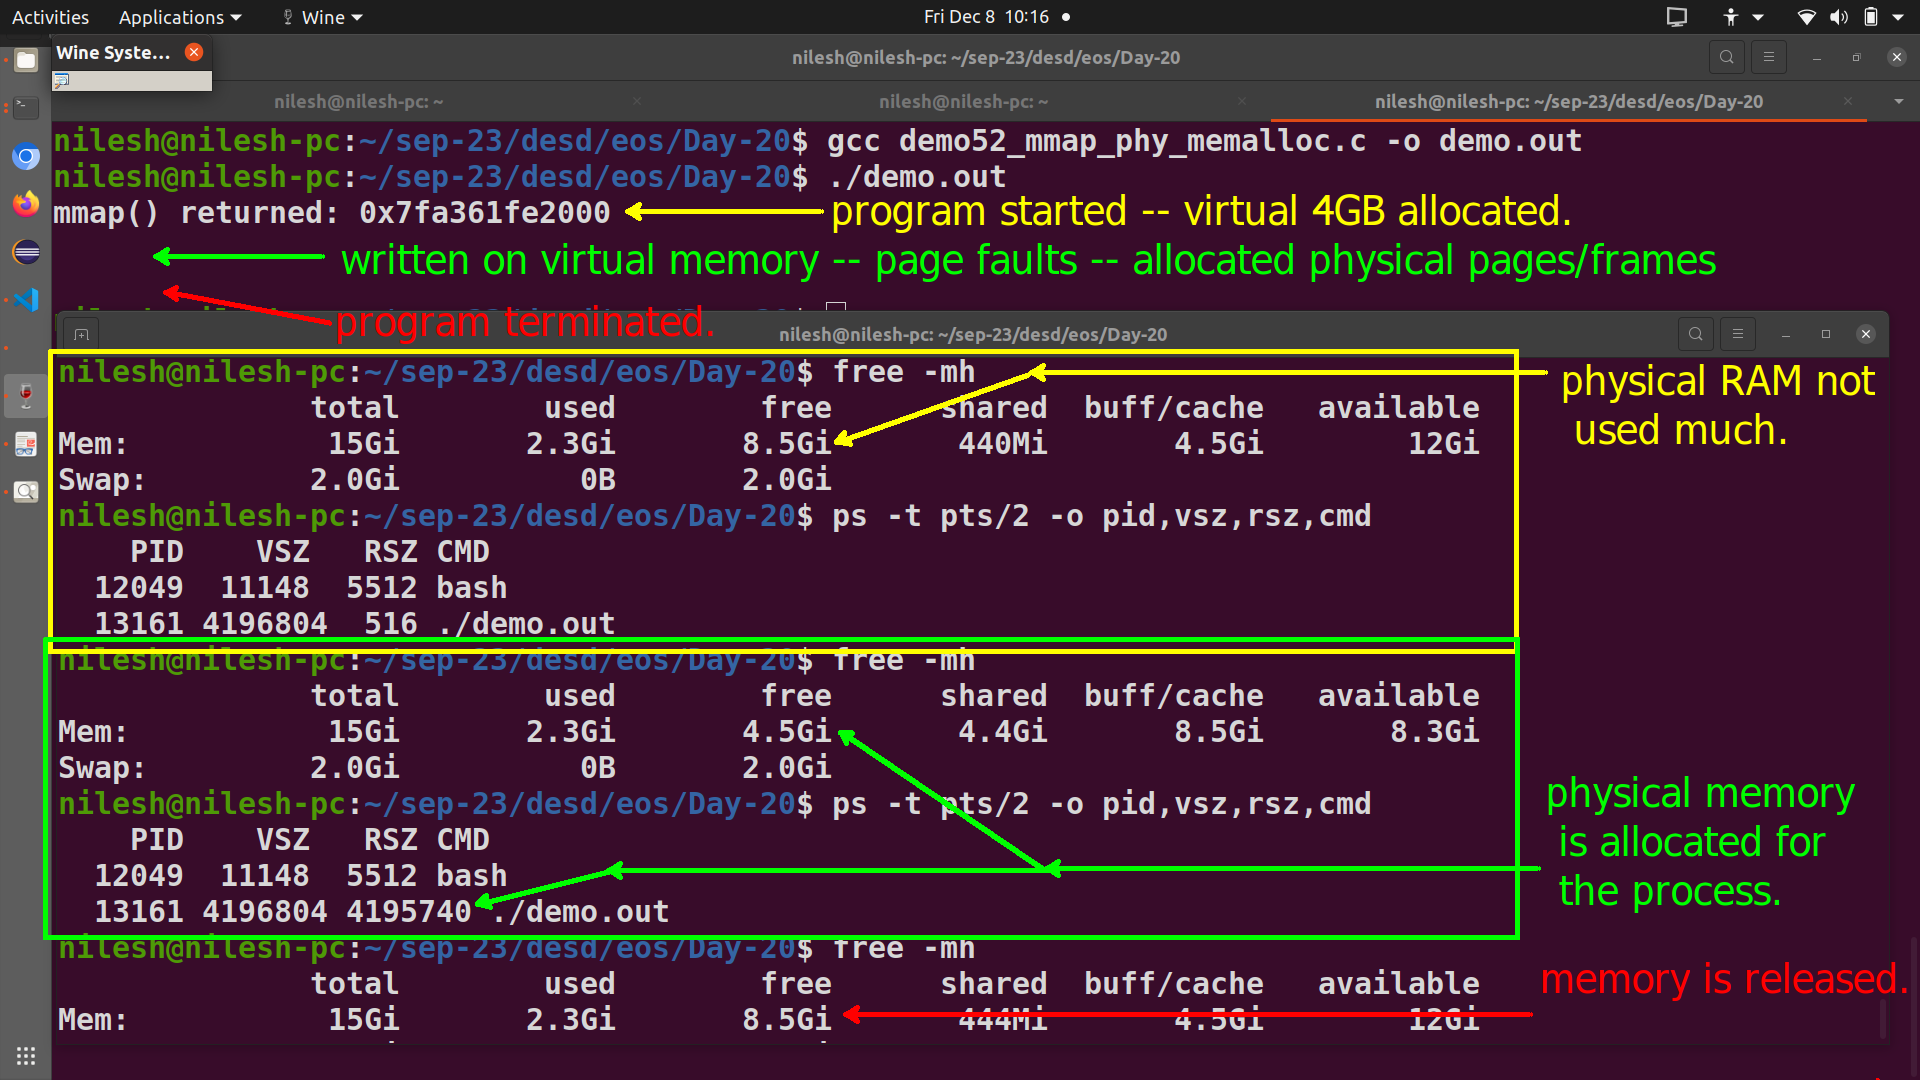 Activities Applications Wine Fri Dec 8 10:16
Wine Syste...
nilesh@nilesh-pc: ~/sep-23/desd/eos/Day-20
nilesh@nilesh-pc: ~ nilesh@nilesh-pc: ~ nilesh@nilesh-pc: ~/sep-23/desd/eos/Day-20
nilesh@nilesh-pc:~/sep-23/desd/eos/Day-20$ gcc demo52_mmap_phy_memalloc.c -o demo.out
nilesh@nilesh-pc:~/sep-23/desd/eos/Day-20$ ./demo.out
mmap() returned: 0x7fa361fe2000 program started -- virtual 4GB allocated.
written on virtual memory -- page faults -- allocated physical pages/frames
program terminated.
nilesh@nilesh-pc: ~/sep-23/desd/eos/Day-20
nilesh@nilesh-pc:~/sep-23/desd/eos/Day-20$ free -mh
total used free shared buff/cache available
Mem: 15Gi 2.3Gi 8.5Gi 440Mi 4.5Gi 12Gi
Swap: 2.0Gi 0B 2.0Gi
physical RAM not
used much.
nilesh@nilesh-pc:~/sep-23/desd/eos/Day-20$ ps -t pts/2 -o pid,vsz,rsz,cmd
PID VSZ RSZ CMD
12049 11148 5512 bash
13161 4196804 516 ./demo.out
nilesh@nilesh-pc:~/sep-23/desd/eos/Day-20$ free -mh
total used free shared buff/cache available
Mem: 15Gi 2.3Gi 4.5Gi 4.4Gi 8.5Gi 8.3Gi
Swap: 2.0Gi 0B 2.0Gi
nilesh@nilesh-pc:~/sep-23/desd/eos/Day-20$ ps -t pts/2 -o pid,vsz,rsz,cmd
PID VSZ RSZ CMD
12049 11148 5512 bash
13161 4196804 4195740 ./demo.out
physical memory
is allocated for
the process.
nilesh@nilesh-pc:~/sep-23/desd/eos/Day-20$ free -mh
total used free shared buff/cache available
Mem: 15Gi 2.3Gi 8.5Gi 444Mi 4.5Gi 12Gi
memory is released.